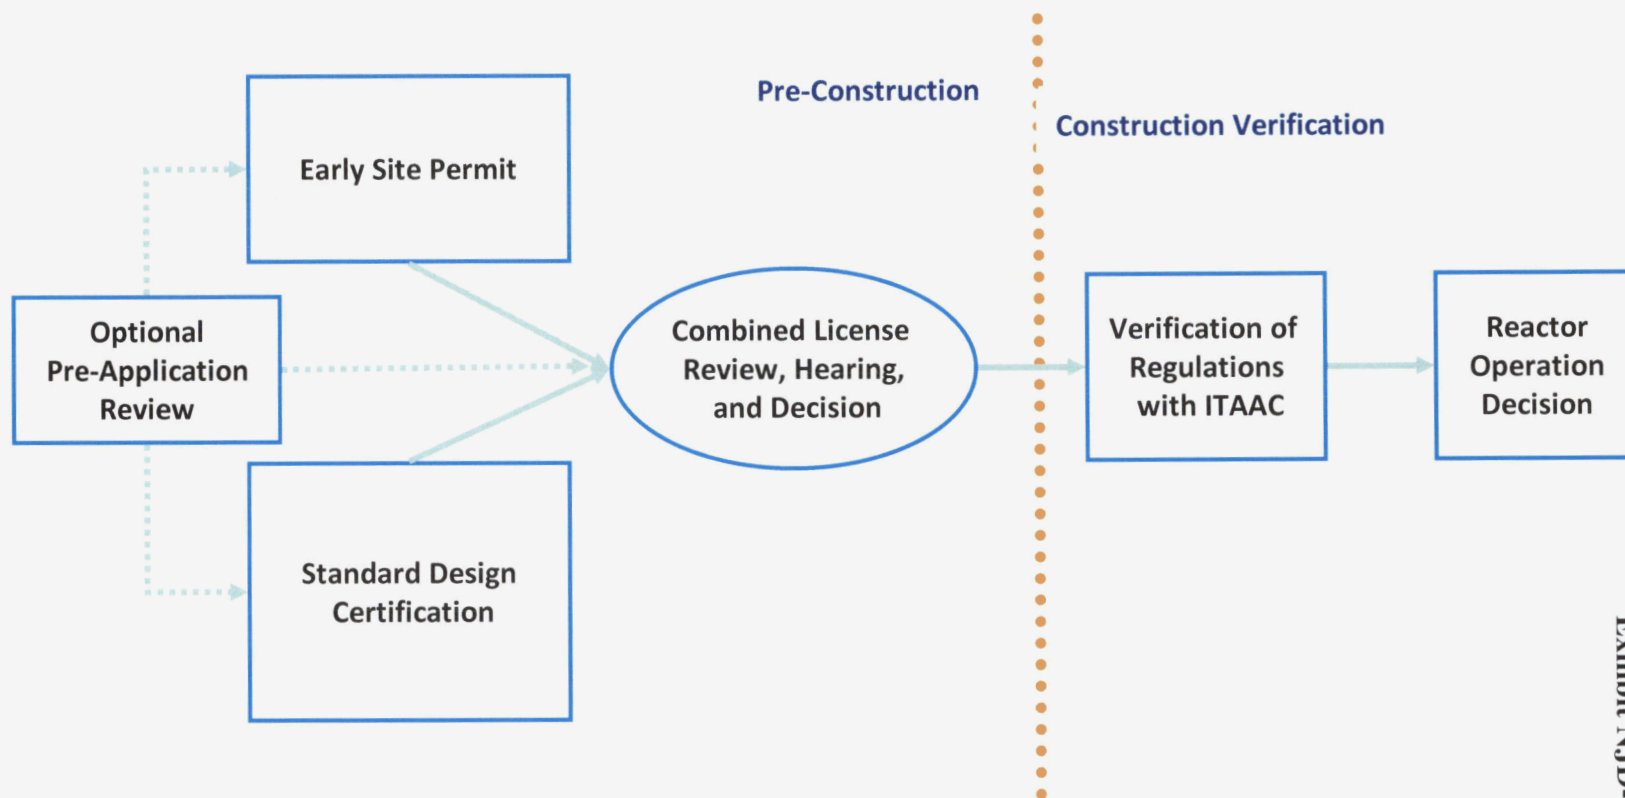 Pre-Construction
Construction Verification
Early Site Permit
Optional
Pre-Application
Review
Combined License
Review, Hearing,
and Decision
Verification of
Regulations
with ITAAC
Reactor
Operation
Decision
Standard Design
Certification